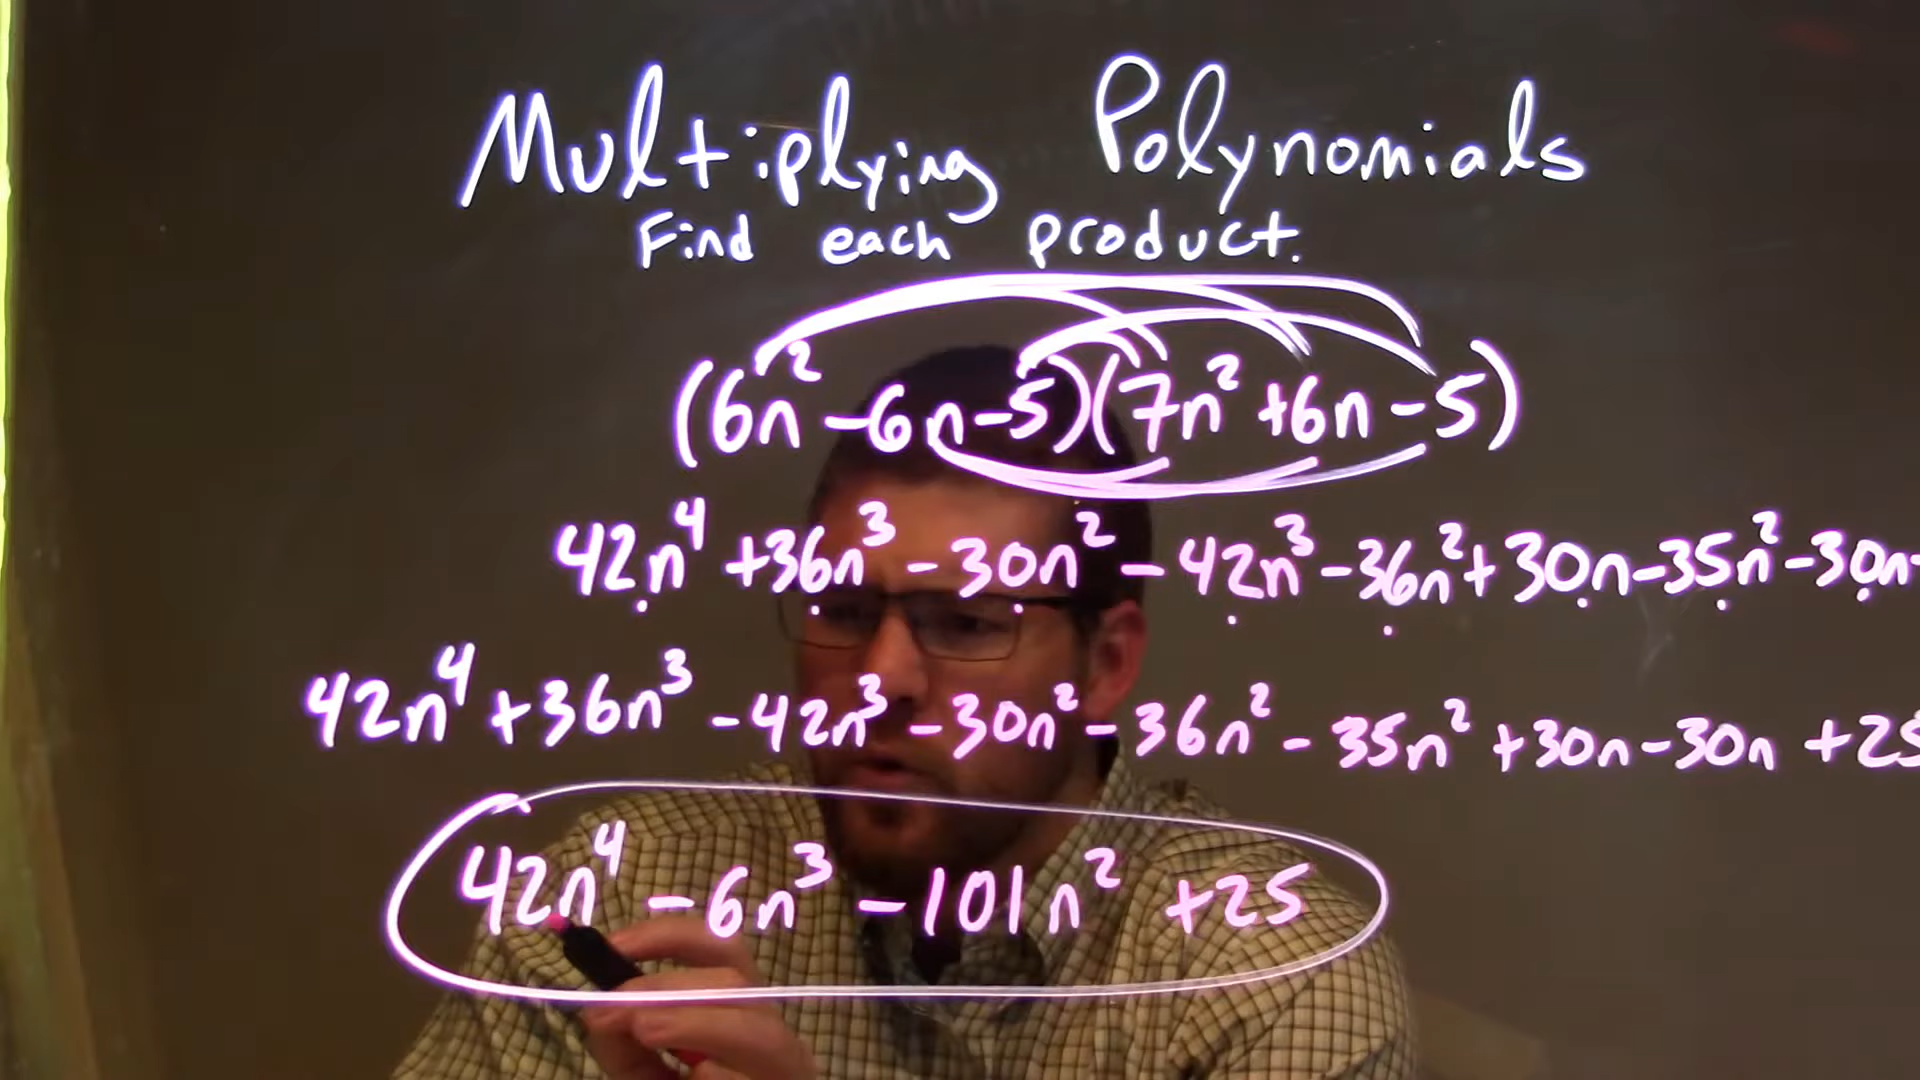 Multiplying Polynomials
Find each product.
(6n² -6n-5)(7n² +6n-5)
42n⁴ +36n³ -30n² -42n³ -36n² +30n -35n² -30n
42n⁴ +36n³ -42n³ -30n² -36n² -35n² +30n -30n +25
42n⁴ -6n³ -101n² +25